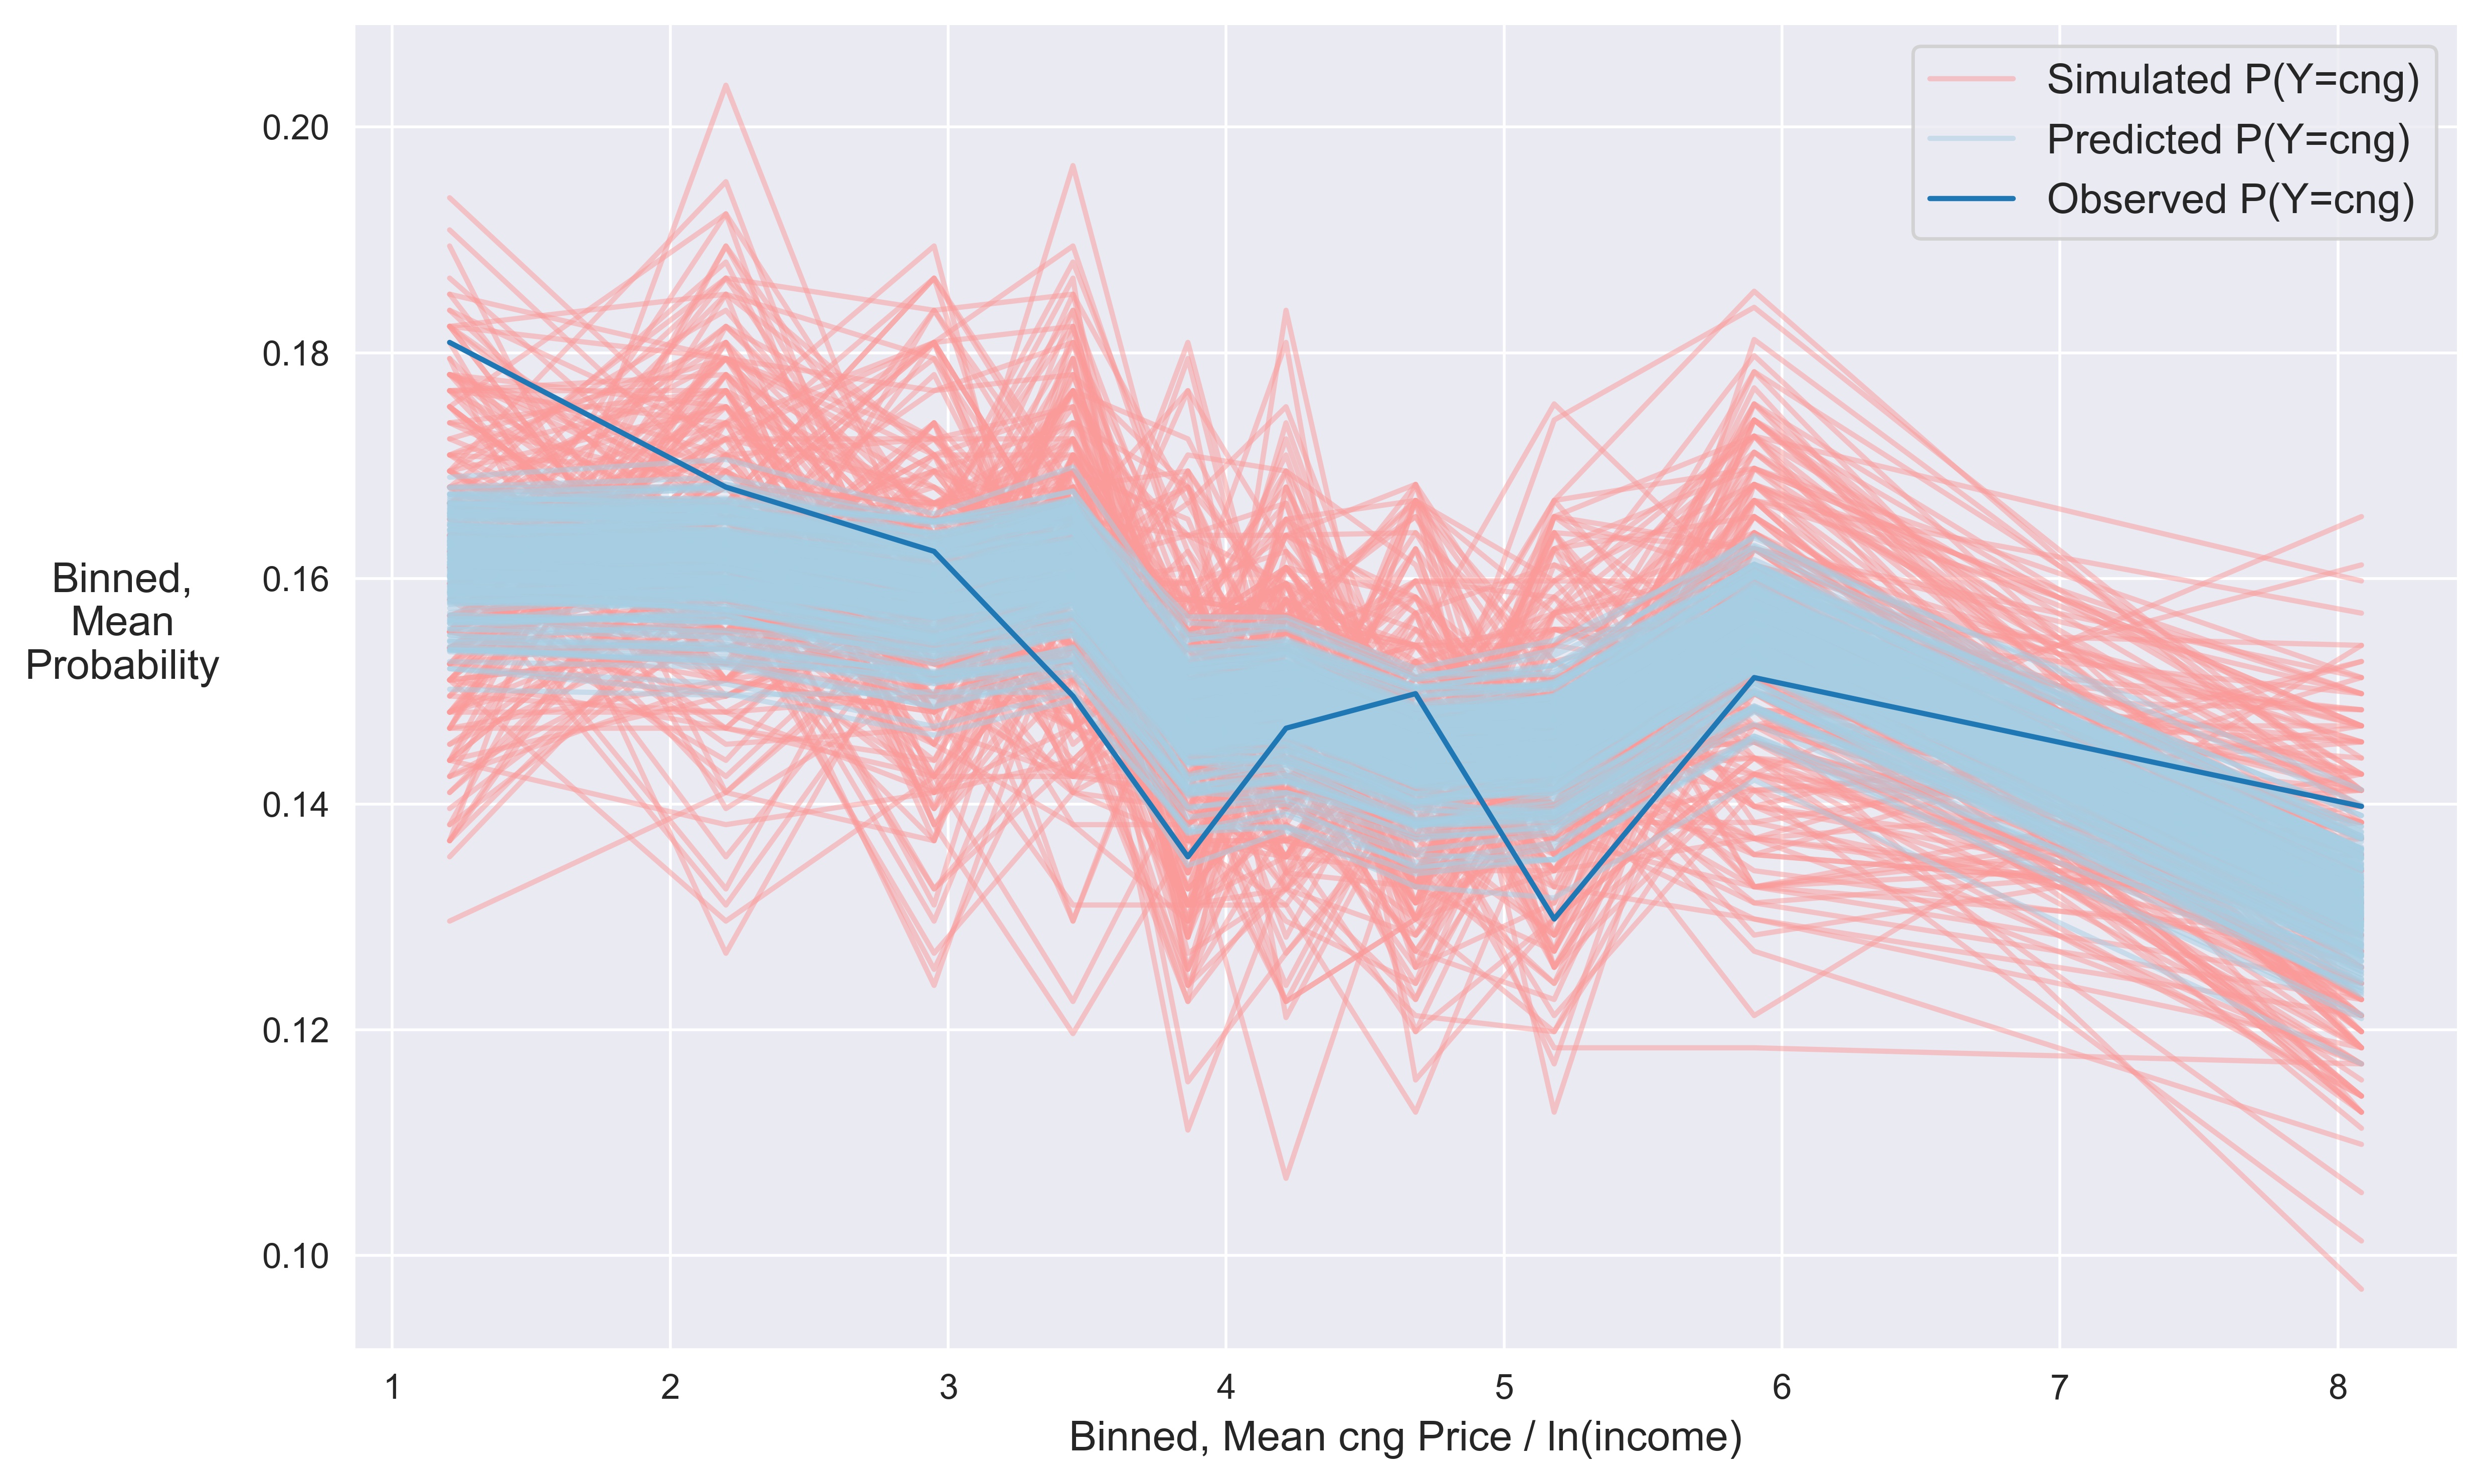 Simulated P(Y=cng)
Predicted P(Y=cng)
Observed P(Y=cng)
0.20
0.18
0.16
0.14
0.12
0.10
Binned,
Mean
Probability
1 2 3 4 5 6 7 8
Binned, Mean cng Price / ln(income)